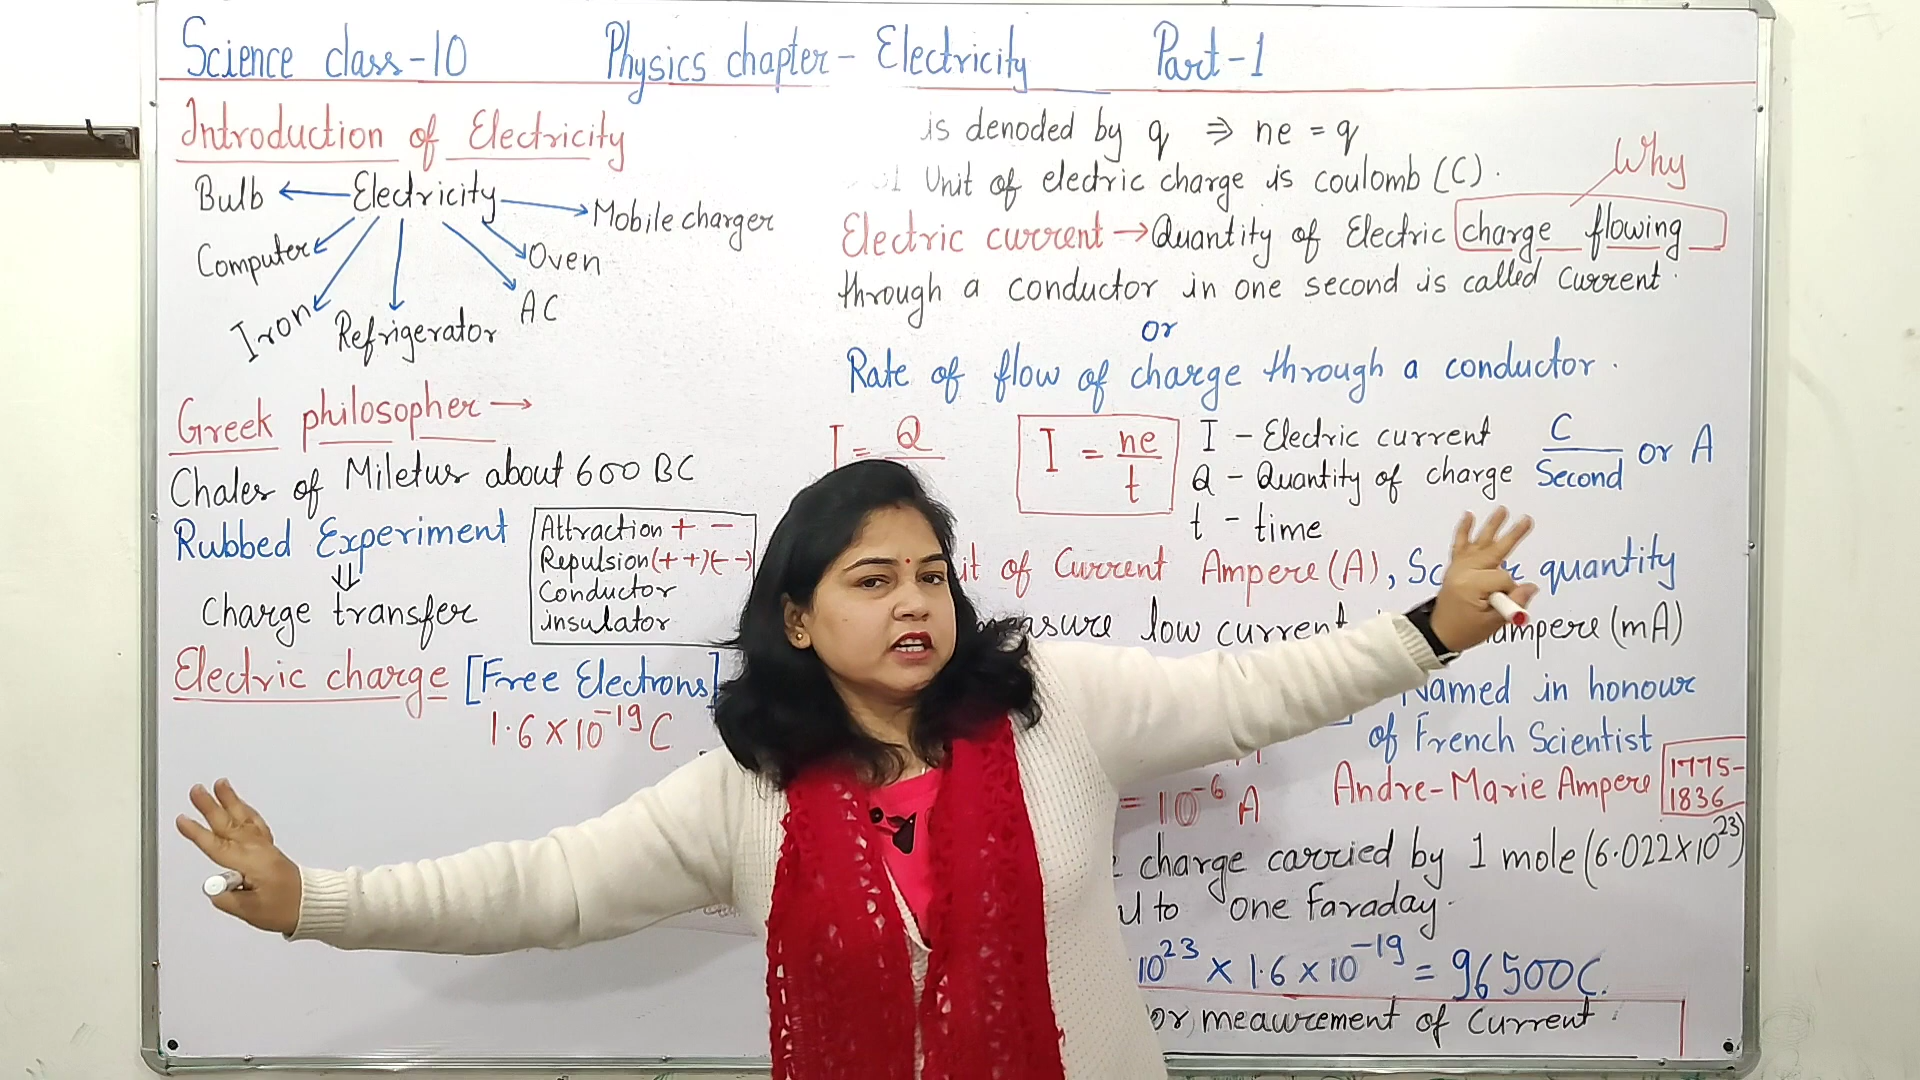 Science class-10 Physics chapter- Electricity Part-1
Introduction of Electricity
Bulb ← Electricity → Mobile charger
Computer
Oven
Iron
Refrigerator
AC
Greek philosopher →
Chales of Miletus about 600 BC
Rubbed Experiment
⇓
Charge transfer
Attraction + -
Repulsion (+ +)(- -)
Conductor
insulator
Electric charge [Free Electrons]
1.6 × 10⁻¹⁹ C
is denoded by q ⇒ ne = q
Unit of electric charge is coulomb (C).
Why
Electric current → Quantity of Electric charge flowing
through a conductor in one second is called current.
or
Rate of flow of charge through a conductor.
I = Q
I = ne/t
I - Electric current
Q - Quantity of charge
t - time
C/Second or A
of Current Ampere (A), quantity
low current (mA)
Named in honour
of French Scientist
Andre-Marie Ampere 1775-
1836
= 10⁻⁶ A
charge carried by 1 mole (6.022×10²³)
to one faraday.
10²³ × 1.6 × 10⁻¹⁹ = 96500C.
or meaurement of current